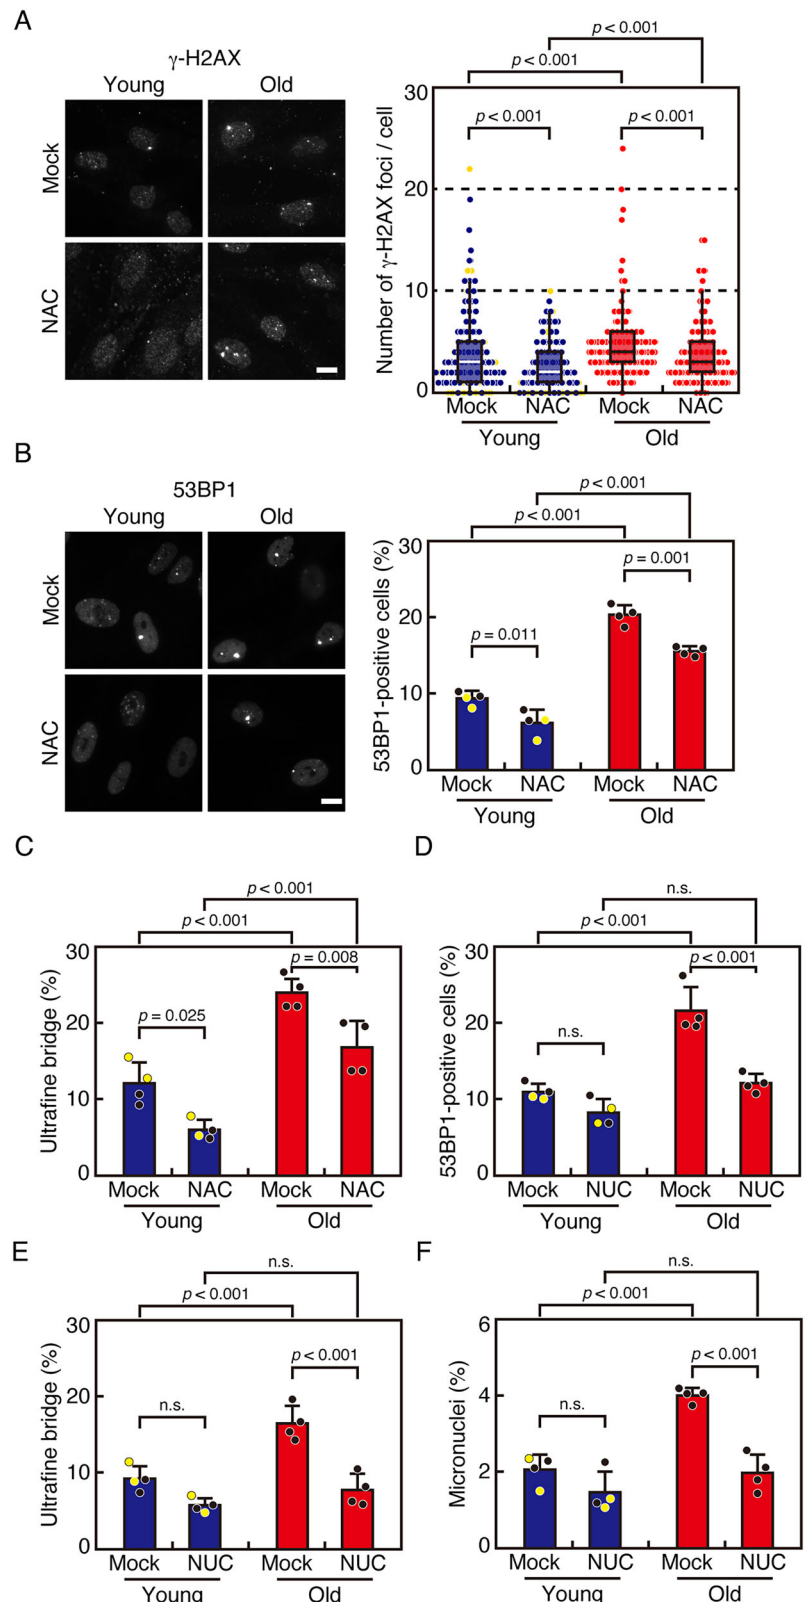 A
γ-H2AX
Young Old
Mock
NAC
p < 0.001
p < 0.001
p < 0.001 p < 0.001
Number of γ-H2AX foci / cell
30
20
10
0
Mock NAC Mock NAC
Young Old
B
53BP1
Young Old
Mock
NAC
p < 0.001
p < 0.001
p = 0.001
p = 0.011
53BP1-positive cells (%)
30
20
10
0
Mock NAC Mock NAC
Young Old
C
p < 0.001
p < 0.001
p = 0.008
p = 0.025
Ultrafine bridge (%)
30
20
10
0
Mock NAC Mock NAC
Young Old
D
n.s.
p < 0.001
p < 0.001
n.s.
53BP1-positive cells (%)
30
20
10
0
Mock NUC Mock NUC
Young Old
E
n.s.
p < 0.001
p < 0.001
n.s.
Ultrafine bridge (%)
30
20
10
0
Mock NUC Mock NUC
Young Old
F
n.s.
p < 0.001
p < 0.001
n.s.
Micronuclei (%)
6
4
2
0
Mock NUC Mock NUC
Young Old